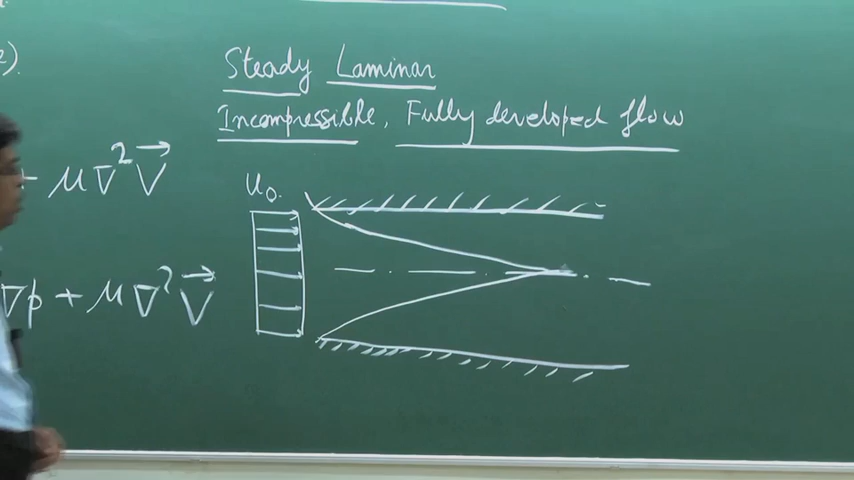 2).
Steady Laminar
Incompressible, Fully developed flow
+ μ∇²V⃗
u₀.
∇p + μ∇²V⃗